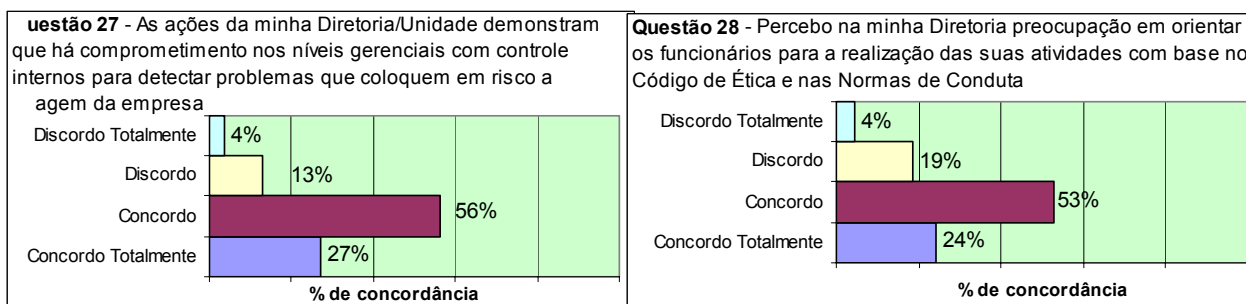 uestão 27 - As ações da minha Diretoria/Unidade demonstram
que há comprometimento nos níveis gerenciais com controle
internos para detectar problemas que coloquem em risco a
agem da empresa
Discordo Totalmente
4%
Discordo
13%
Concordo
56%
Concordo Totalmente
27%
% de concordância
Questão 28 - Percebo na minha Diretoria preocupação em orientar
os funcionários para a realização das suas atividades com base no
Código de Ética e nas Normas de Conduta
Discordo Totalmente
4%
Discordo
19%
Concordo
53%
Concordo Totalmente
24%
% de concordância